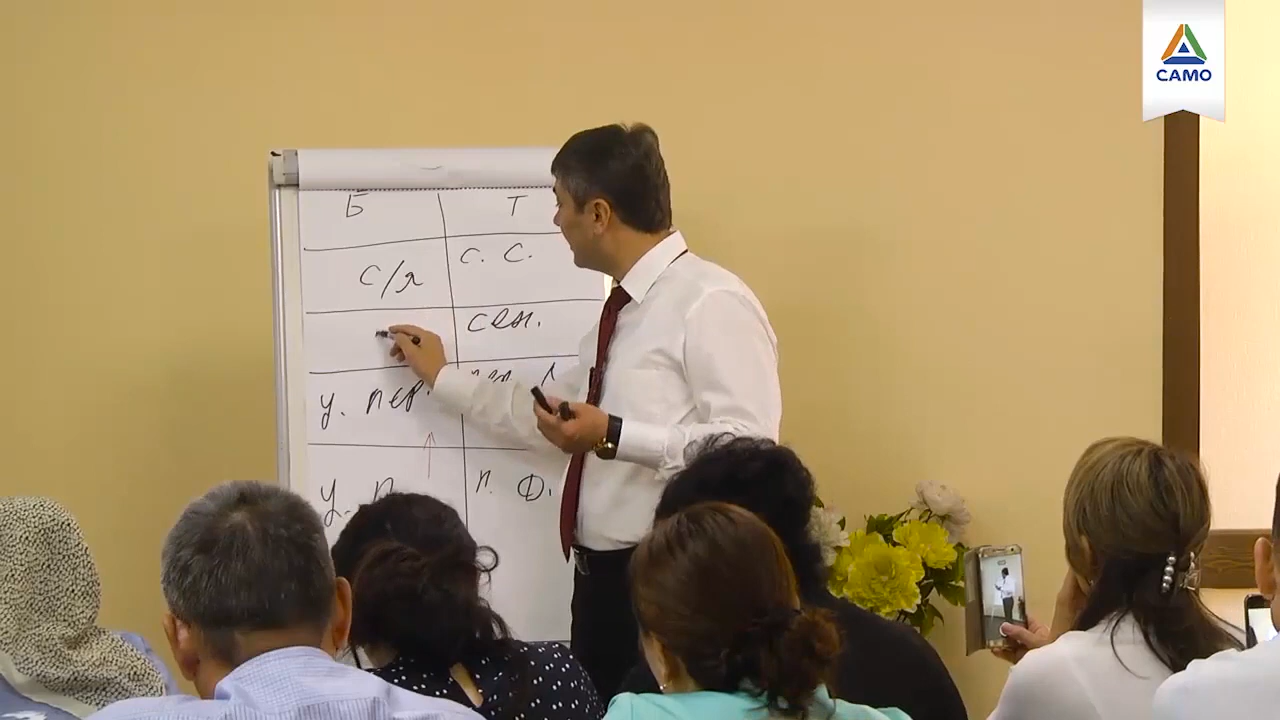 САМО
Б Т
с/я с. с.
сем.
у. пер.
у. п. п. Ф.